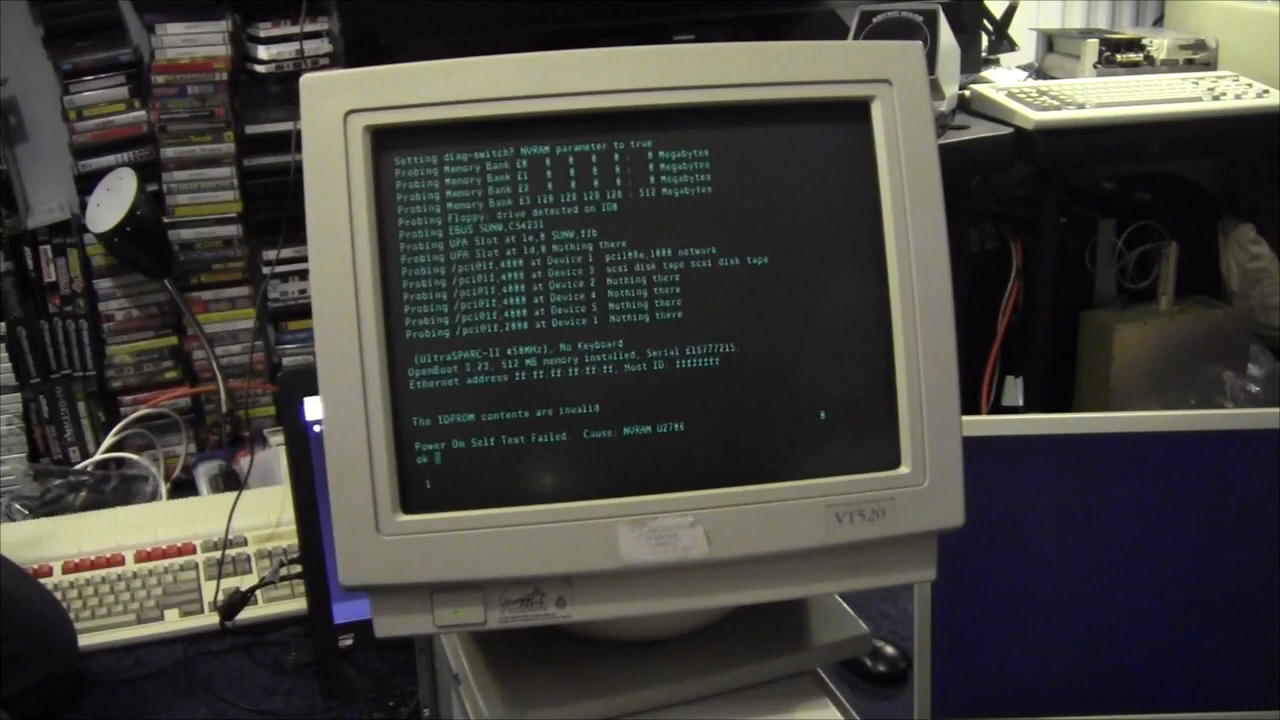 Setting diag-switch? NVRAM parameter to true
Probing Memory Bank £0 0 0 0 0 : 0 Megabytes
Probing Memory Bank £1 0 0 0 0 : 0 Megabytes
Probing Memory Bank £2 0 0 0 0 : 0 Megabytes
Probing Memory Bank £3 128 128 128 128 : 512 Megabytes
Probing Floppy: drive detected on ID0
Probing EBUS SUNW,CS4231
Probing UPA Slot at 1e,0 SUNW,ffb
Probing UPA Slot at 1d,0 Nothing there
Probing /pci@1f,4000 at Device 1 pci108e,1000 network
Probing /pci@1f,4000 at Device 3 scsi disk tape scsi disk tape
Probing /pci@1f,4000 at Device 2 Nothing there
Probing /pci@1f,4000 at Device 4 Nothing there
Probing /pci@1f,4000 at Device 5 Nothing there
Probing /pci@1f,2000 at Device 1 Nothing there
(UltraSPARC-II 450MHz), No Keyboard
OpenBoot 3.23, 512 MB memory installed, Serial £16777215.
Ethernet address ff:ff:ff:ff:ff:ff, Host ID: ffffffff.
The IDPROM contents are invalid
Power On Self Test Failed. Cause: NVRAM U2706
ok
VT520